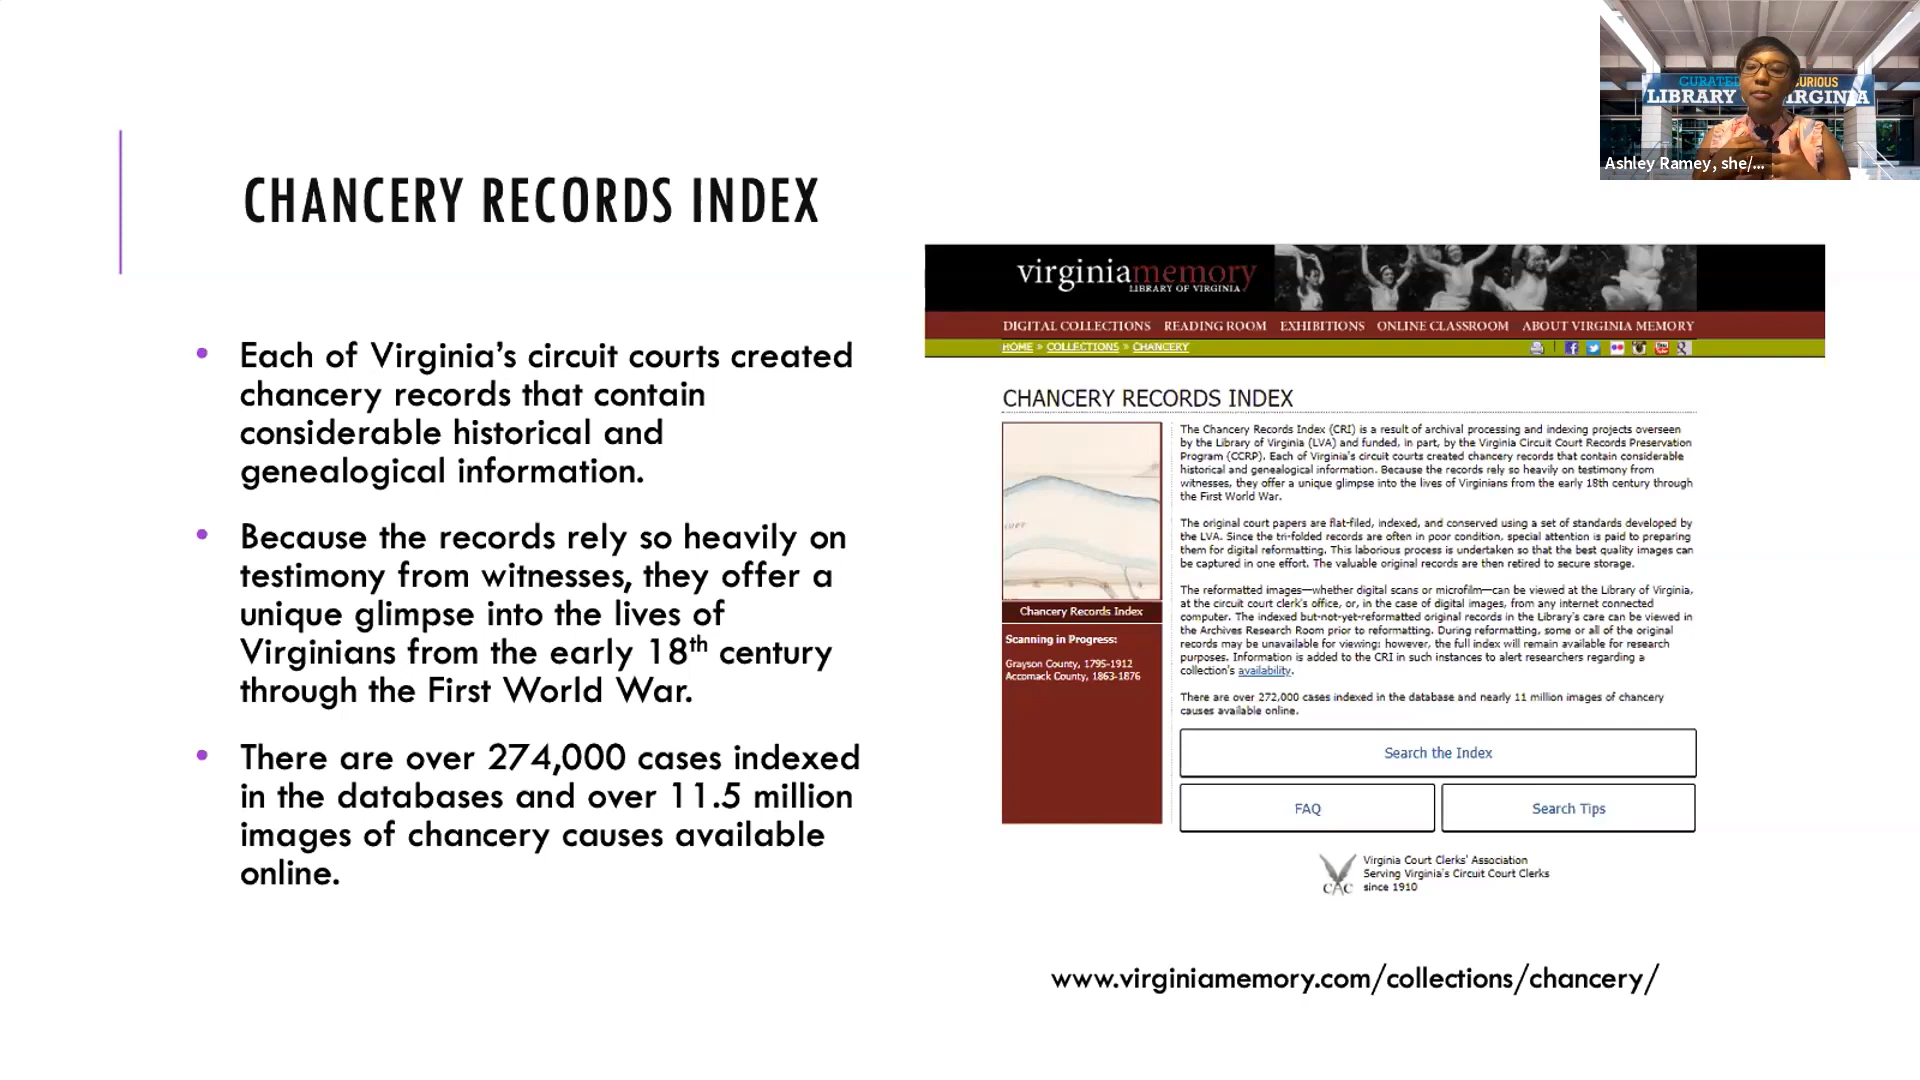 CURATED
CURIOUS
LIBRARY VIRGINIA
Ashley Ramey, she/...
CHANCERY RECORDS INDEX
• Each of Virginia’s circuit courts created
chancery records that contain
considerable historical and
genealogical information.
• Because the records rely so heavily on
testimony from witnesses, they offer a
unique glimpse into the lives of
Virginians from the early 18th century
through the First World War.
• There are over 274,000 cases indexed
in the databases and over 11.5 million
images of chancery causes available
online.
virginiamemory
LIBRARY OF VIRGINIA
DIGITAL COLLECTIONS READING ROOM EXHIBITIONS ONLINE CLASSROOM ABOUT VIRGINIA MEMORY
HOME » COLLECTIONS » CHANCERY
CHANCERY RECORDS INDEX
Chancery Records Index
Scanning in Progress:
Grayson County, 1795-1912
Accomack County, 1863-1876
The Chancery Records Index (CRI) is a result of archival processing and indexing projects overseen
by the Library of Virginia (LVA) and funded, in part, by the Virginia Circuit Court Records Preservation
Program (CCRP). Each of Virginia's circuit courts created chancery records that contain considerable
historical and genealogical information. Because the records rely so heavily on testimony from
witnesses, they offer a unique glimpse into the lives of Virginians from the early 18th century through
the First World War.
The original court papers are flat-filed, indexed, and conserved using a set of standards developed by
the LVA. Since the tri-folded records are often in poor condition, special attention is paid to preparing
them for digital reformatting. This laborious process is undertaken so that the best quality images can
be captured in one effort. The valuable original records are then retired to secure storage.
The reformatted images—whether digital scans or microfilm—can be viewed at the Library of Virginia,
at the circuit court clerk's office, or, in the case of digital images, from any internet connected
computer. The indexed but-not-yet-reformatted original records in the Library's care can be viewed in
the Archives Research Room prior to reformatting. During reformatting, some or all of the original
records may be unavailable for viewing; however, the full index will remain available for research
purposes. Information is added to the CRI in such instances to alert researchers regarding a
collection's availability.
There are over 272,000 cases indexed in the database and nearly 11 million images of chancery
causes available online.
Search the Index
FAQ
Search Tips
CAC
Virginia Court Clerks' Association
Serving Virginia's Circuit Court Clerks
since 1910
www.virginiamemory.com/collections/chancery/